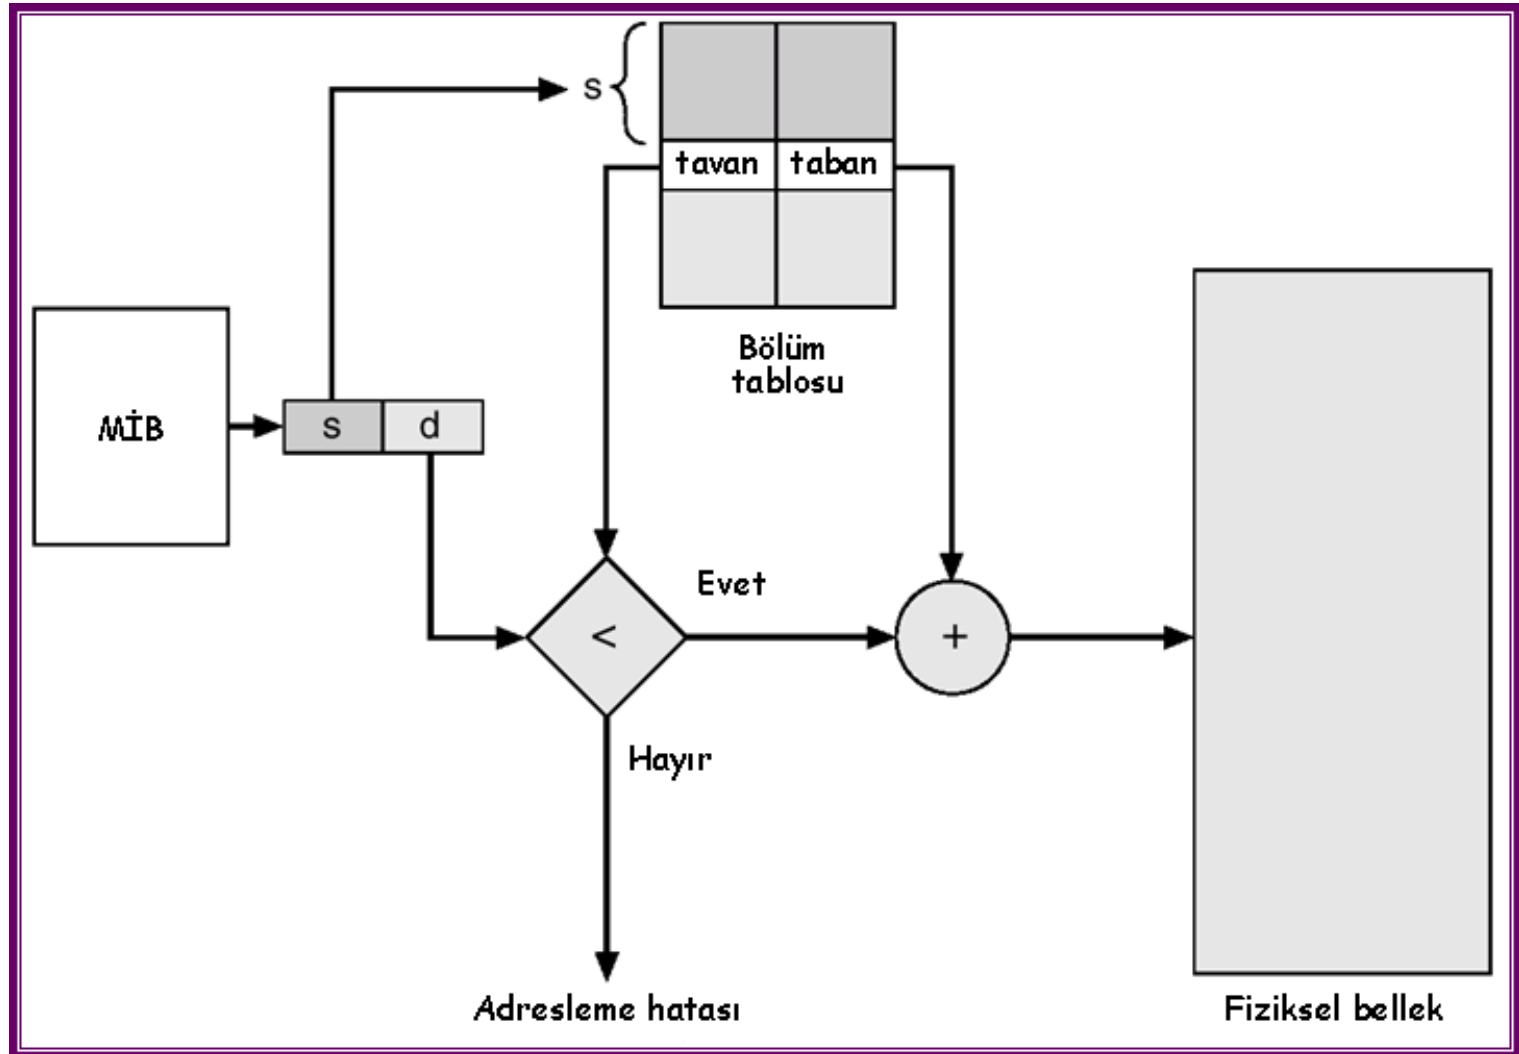 s
tavan taban
Bölüm
tablosu
MİB
s d
Evet
<
+
Hayır
Adresleme hatası
Fiziksel bellek